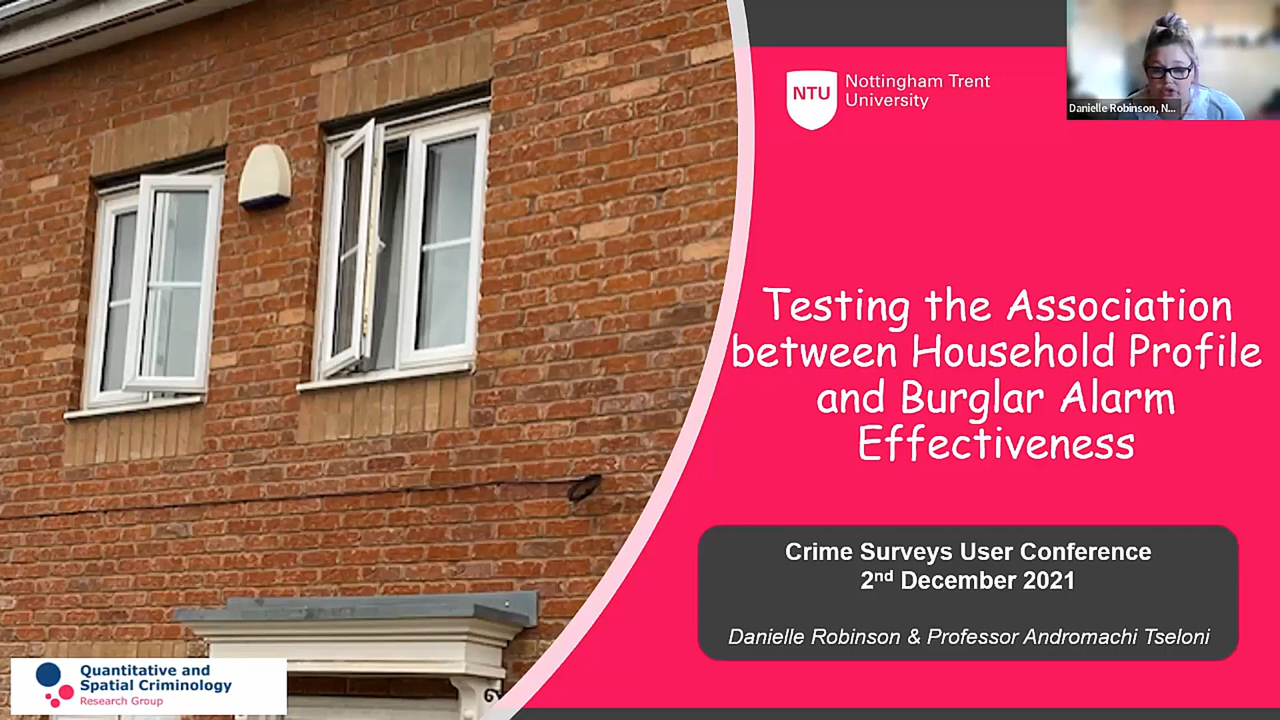 NTU
Nottingham Trent
University
Danielle Robinson, N...
Testing the Association
between Household Profile
and Burglar Alarm
Effectiveness
Crime Surveys User Conference
2nd December 2021
Danielle Robinson & Professor Andromachi Tseloni
Quantitative and
Spatial Criminology
Research Group